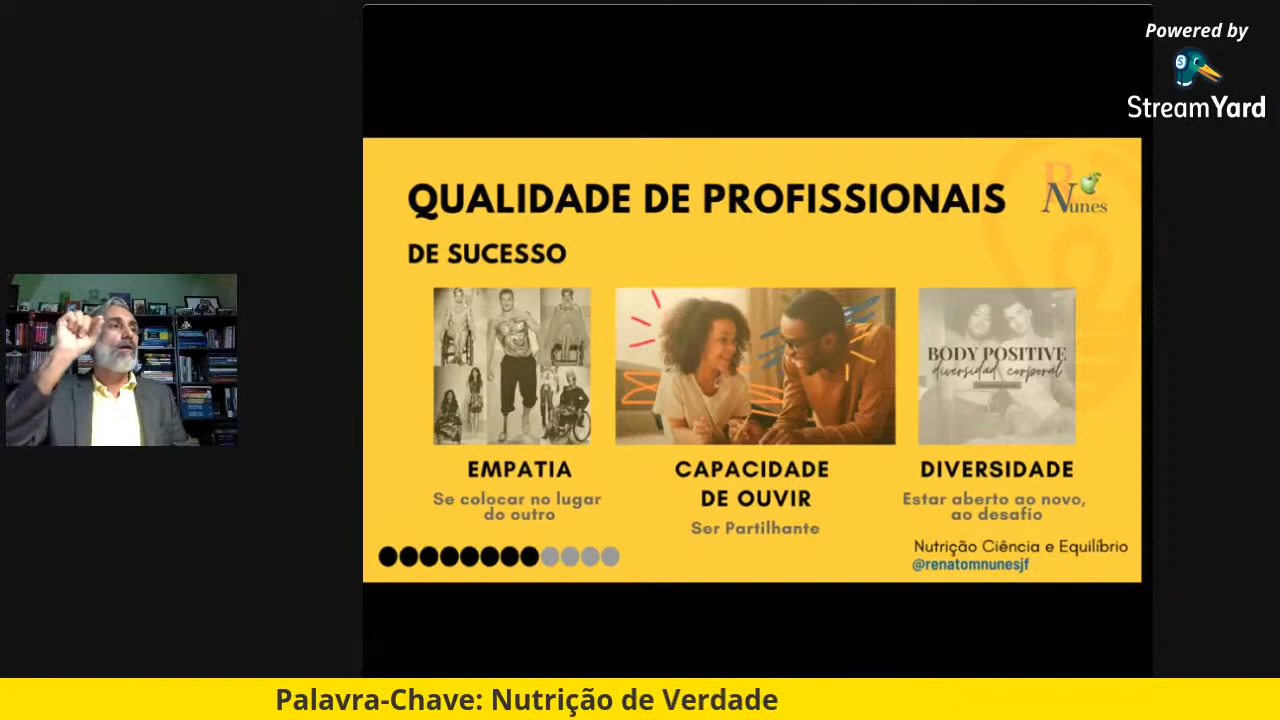 Powered by
StreamYard
QUALIDADE DE PROFISSIONAIS
DE SUCESSO
R
Nunes
BODY POSITIVE
diversidad corporal
EMPATIA
Se colocar no lugar
do outro
CAPACIDADE
DE OUVIR
Ser Partilhante
DIVERSIDADE
Estar aberto ao novo,
ao desafio
Nutrição Ciência e Equilíbrio
@renatomnunesjf
Palavra-Chave: Nutrição de Verdade